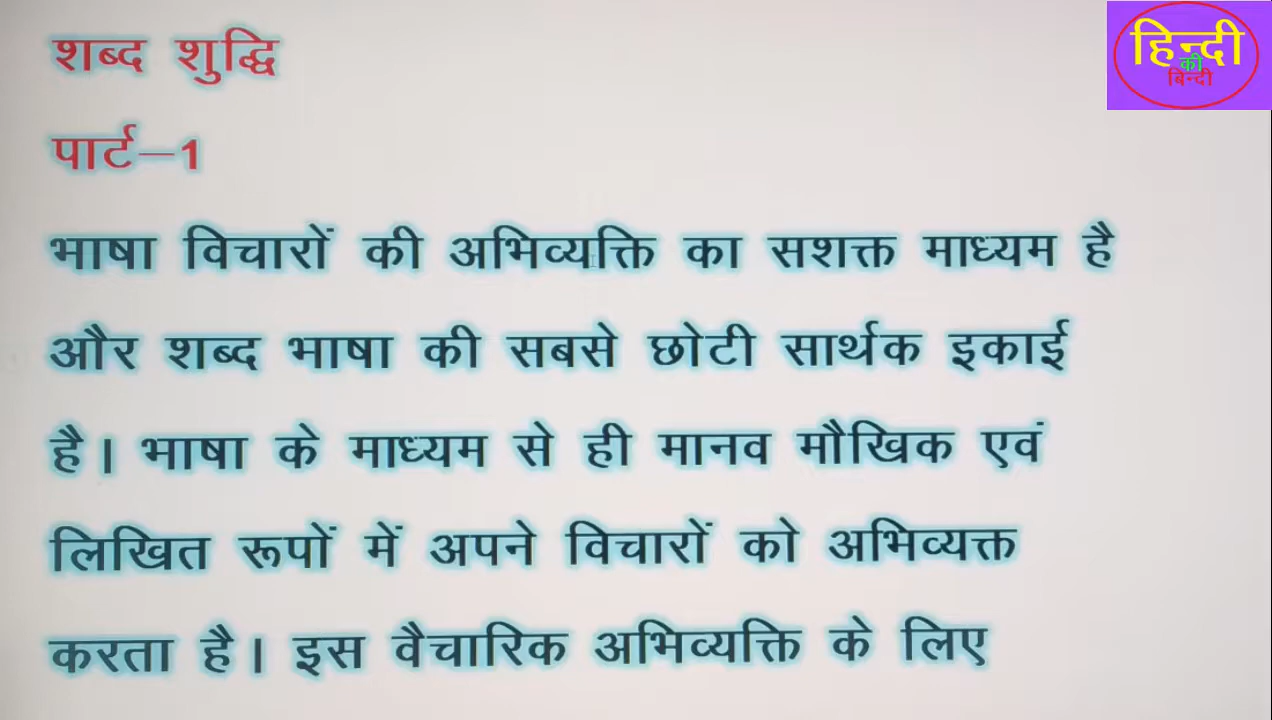 शब्द शुद्धि
पार्ट–1
भाषा विचारों की अभिव्यक्ति का सशक्त माध्यम है
और शब्द भाषा की सबसे छोटी सार्थक इकाई
है। भाषा के माध्यम से ही मानव मौखिक एवं
लिखित रूपों में अपने विचारों को अभिव्यक्त
करता है। इस वैचारिक अभिव्यक्ति के लिए
हिन्दी
की
बिन्दी